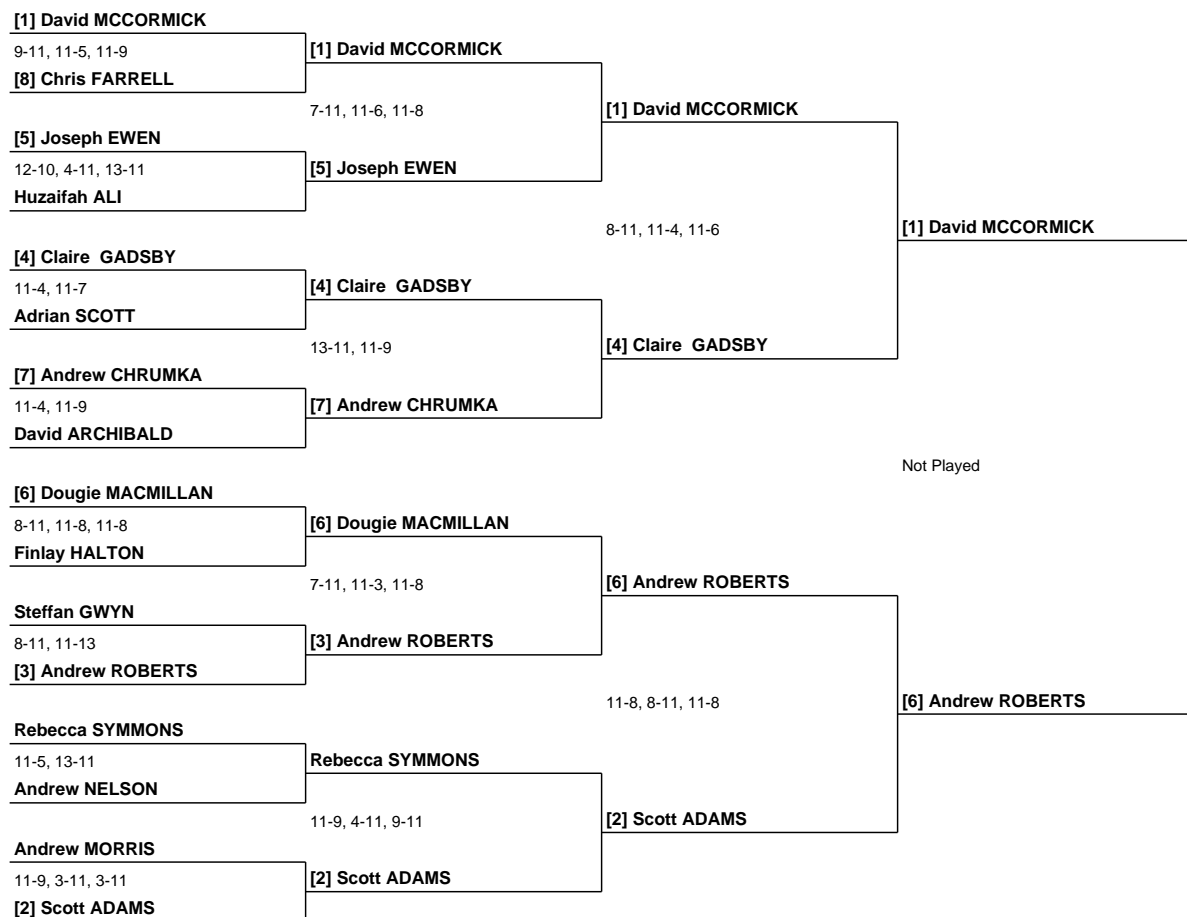 [1] David MCCORMICK
9-11, 11-5, 11-9
[8] Chris FARRELL
[1] David MCCORMICK
7-11, 11-6, 11-8
[5] Joseph EWEN
12-10, 4-11, 13-11
Huzaifah ALI
[5] Joseph EWEN
[1] David MCCORMICK
8-11, 11-4, 11-6
[4] Claire GADSBY
11-4, 11-7
Adrian SCOTT
[4] Claire GADSBY
13-11, 11-9
[7] Andrew CHRUMKA
11-4, 11-9
David ARCHIBALD
[7] Andrew CHRUMKA
[4] Claire GADSBY
[1] David MCCORMICK
Not Played
[6] Dougie MACMILLAN
8-11, 11-8, 11-8
Finlay HALTON
[6] Dougie MACMILLAN
7-11, 11-3, 11-8
Steffan GWYN
8-11, 11-13
[3] Andrew ROBERTS
[3] Andrew ROBERTS
[6] Andrew ROBERTS
11-8, 8-11, 11-8
Rebecca SYMMONS
11-5, 13-11
Andrew NELSON
Rebecca SYMMONS
11-9, 4-11, 9-11
Andrew MORRIS
11-9, 3-11, 3-11
[2] Scott ADAMS
[2] Scott ADAMS
[2] Scott ADAMS
[6] Andrew ROBERTS